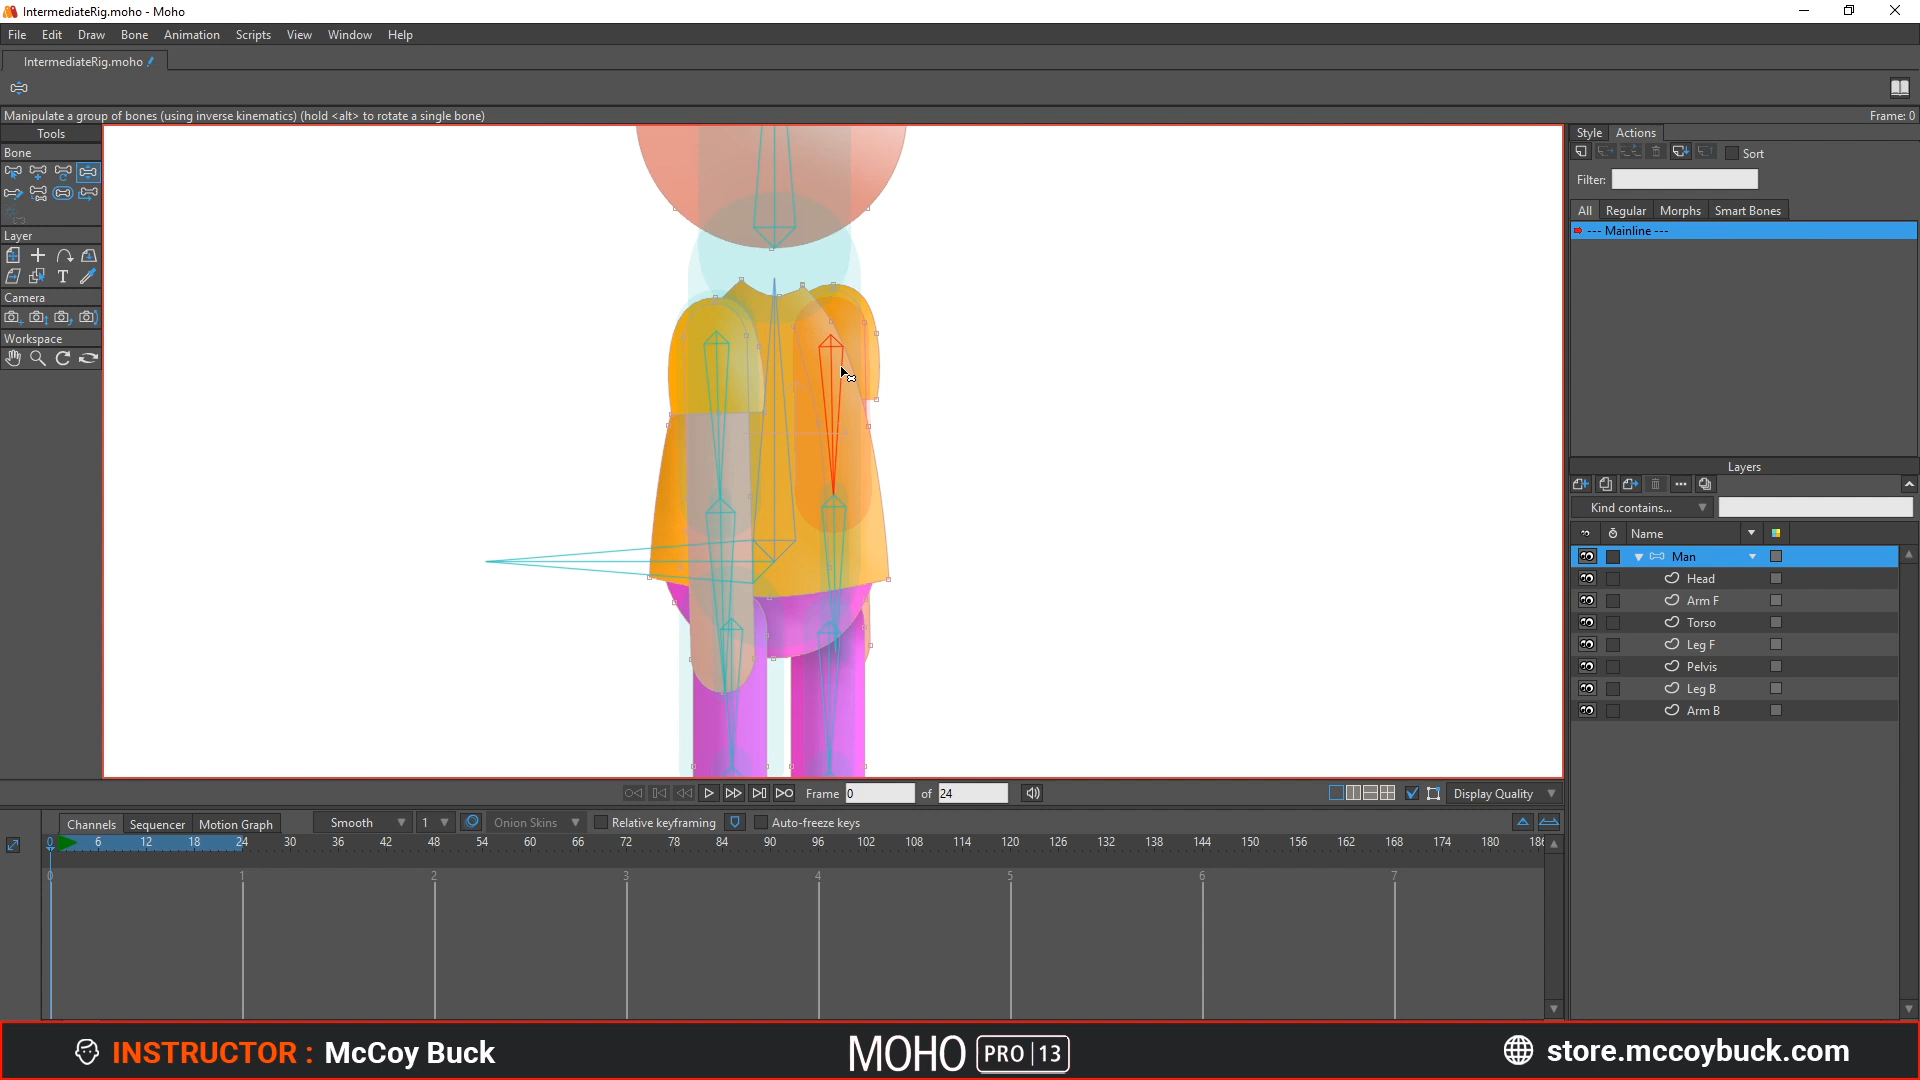 IntermediateRig.moho - Moho
File Edit Draw Bone Animation Scripts View Window Help
IntermediateRig.moho
Manipulate a group of bones (using inverse kinematics) (hold <alt> to rotate a single bone) Frame: 0
Tools
Bone
Layer
T
Camera
Workspace
Style Actions
Sort
Filter:
All Regular Morphs Smart Bones
--- Mainline ---
Layers
Kind contains...
Name
Man
Head
Arm F
Torso
Leg F
Pelvis
Leg B
Arm B
Frame 0 of 24 Display Quality
Channels Sequencer Motion Graph Smooth 1 Onion Skins Relative keyframing Auto-freeze keys
0 6 12 18 24 30 36 42 48 54 60 66 72 78 84 90 96 102 108 114 120 126 132 138 144 150 156 162 168 174 180
0 1 2 3 4 5 6 7
INSTRUCTOR : McCoy Buck MOHO PRO | 13 store.mccoybuck.com